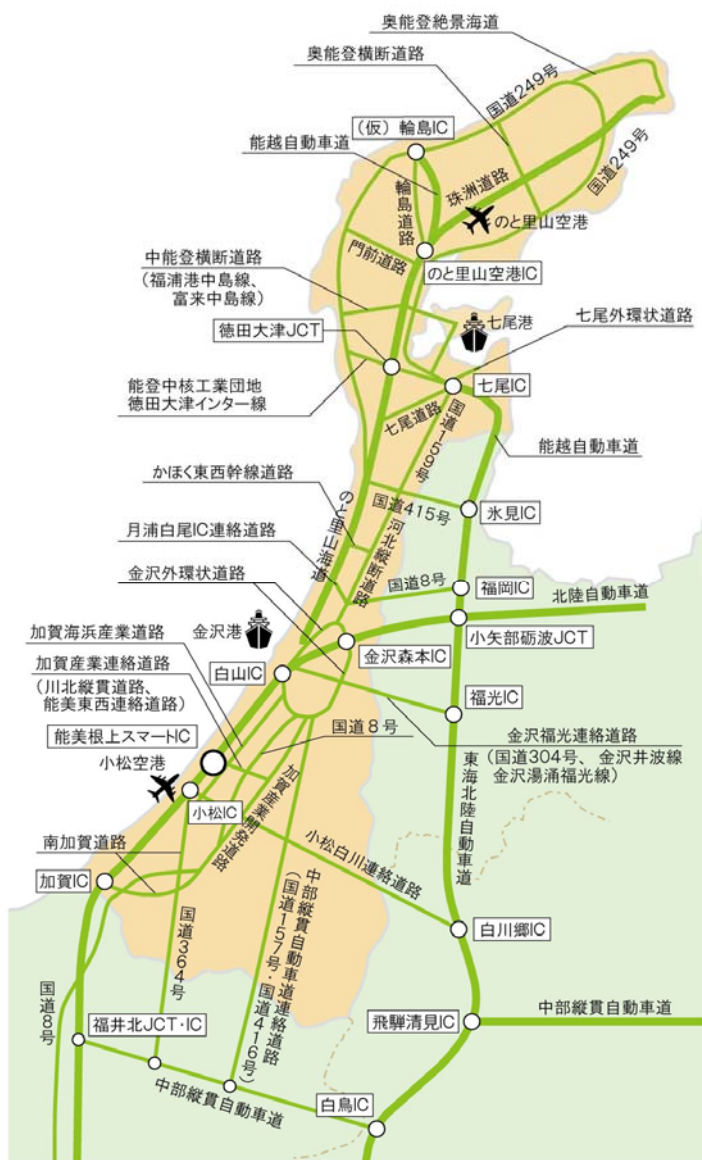 奥能登絶景海道
奥能登横断道路
国道249号
(仮)輪島IC
能越自動車道
国道249号
珠洲道路
輪島道路
のと里山空港
門前道路
中能登横断道路
(福浦港中島線、
富来中島線)
のと里山空港IC
七尾港
七尾外環状道路
徳田大津JCT
七尾IC
能登中核工業団地
徳田大津インター線
七尾道路
国道159号
能越自動車道
かほく東西幹線道路
のと里山海道
国道415号
氷見IC
月浦白尾IC連絡道路
河北縦断道路
金沢外環状道路
国道8号
福岡IC
北陸自動車道
加賀海浜産業道路
金沢港
小矢部砺波JCT
金沢森本IC
加賀産業連絡道路
(川北縦貫道路、
能美東西連絡道路)
白山IC
福光IC
国道8号
金沢福光連絡道路
(国道304号、金沢井波線
金沢湯涌福光線)
能美根上スマートIC
小松空港
東海北陸自動車道
加賀産業開発道路
小松IC
小松白川連絡道路
南加賀道路
加賀IC
中部縦貫自動車道連絡道路
(国道157号・国道416号)
国道364号
白川郷IC
国道8号
中部縦貫自動車道
飛騨清見IC
福井北JCT・IC
中部縦貫自動車道
白鳥IC